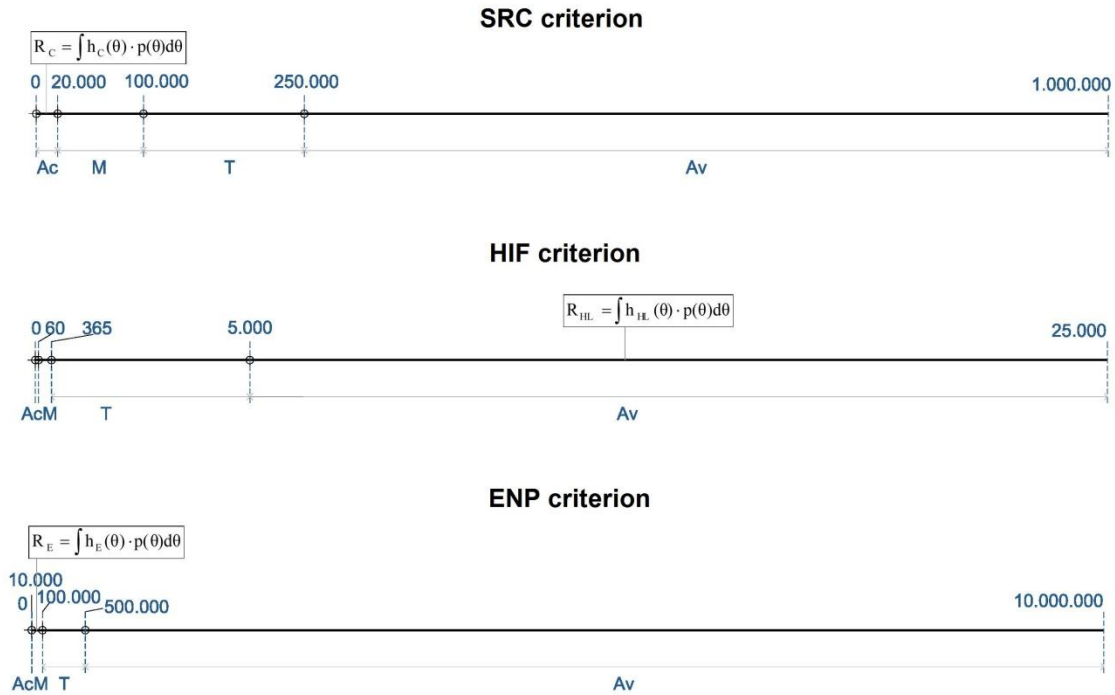 SRC criterion
R_C = ∫ h_C(θ) · p(θ)dθ
0 20.000 100.000 250.000 1.000.000
Ac M T Av
HIF criterion
R_HL = ∫ h_HL (θ) · p(θ)dθ
0 60 365 5.000 25.000
Ac M T Av
ENP criterion
R_E = ∫ h_E (θ) · p(θ)dθ
10.000
0 100.000 500.000 10.000.000
Ac M T Av